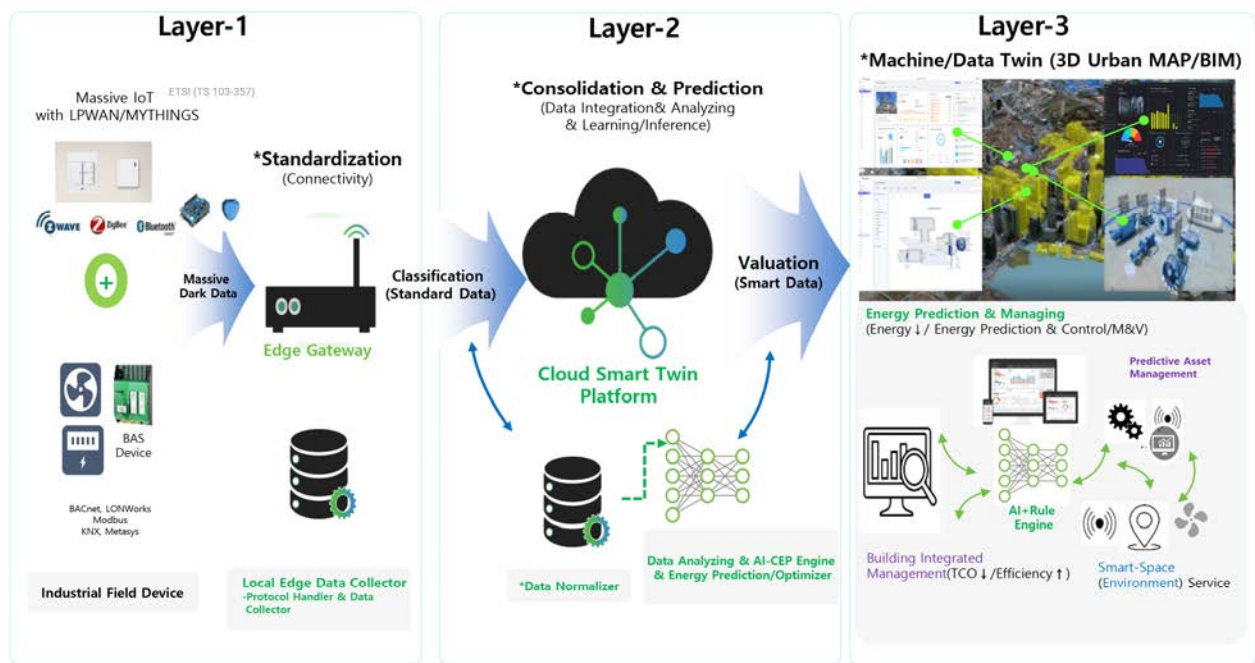 Layer-1
ETSI (TS 103-357)
Massive IoT
with LPWAN/MYTHINGS
*Standardization
(Connectivity)
WAVE
ZigBee
Bluetooth
+
Massive
Dark Data
Edge Gateway
Classification
(Standard Data)
BAS
Device
BACnet, LONWorks
Modbus
KNX, Metasys
Industrial Field Device
Local Edge Data Collector
-Protocol Handler & Data
Collector
Layer-2
*Consolidation & Prediction
(Data Integration& Analyzing
& Learning/Inference)
Cloud Smart Twin
Platform
Valuation
(Smart Data)
*Data Normalizer
Data Analyzing & AI-CEP Engine
& Energy Prediction/Optimizer
Layer-3
*Machine/Data Twin (3D Urban MAP/BIM)
Energy Prediction & Managing
(Energy↓/ Energy Prediction & Control/M&V)
Predictive Asset
Management
AI+Rule
Engine
Building Integrated
Management(TCO↓/Efficiency↑)
Smart-Space
(Environment) Service